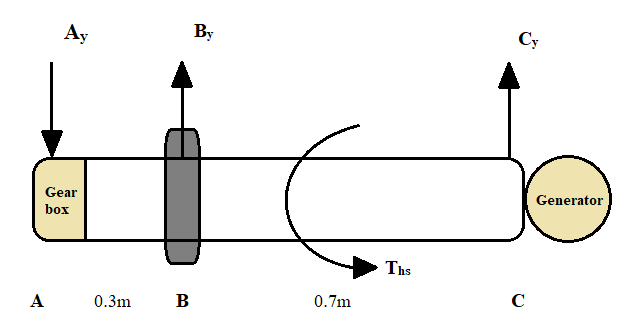 Ay
By
Cy
Gear
box
Generator
Ths
A 0.3m B 0.7m C